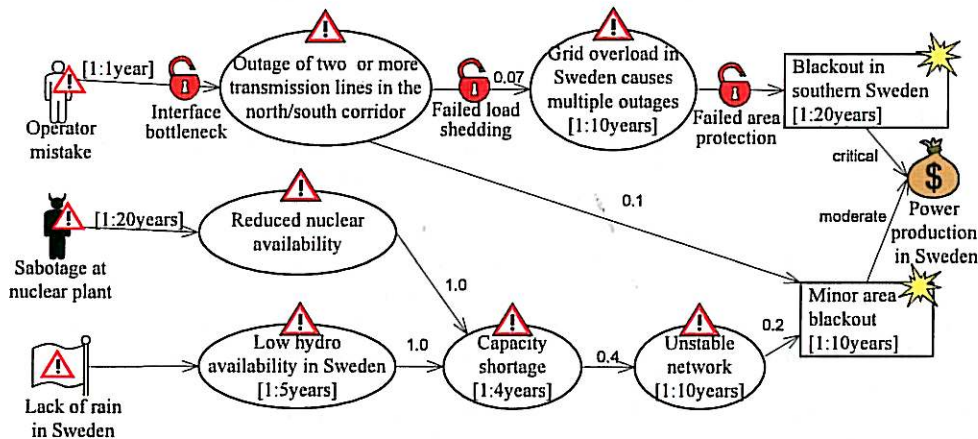 [1:1year]
Operator
mistake
Interface
bottleneck
Outage of two or more
transmission lines in the
north/south corridor
0.07
Failed load
shedding
Grid overload in
Sweden causes
multiple outages
[1:10years]
Failed area
protection
Blackout in
southern Sweden
[1:20years]
critical
$
Power
production
in Sweden
moderate
0.1
[1:20years]
Sabotage at
nuclear plant
Reduced nuclear
availability
1.0
Minor area
blackout
[1:10years]
Lack of rain
in Sweden
Low hydro
availability in Sweden
[1:5years]
1.0
Capacity
shortage
[1:4years]
0.4
Unstable
network
[1:10years]
0.2